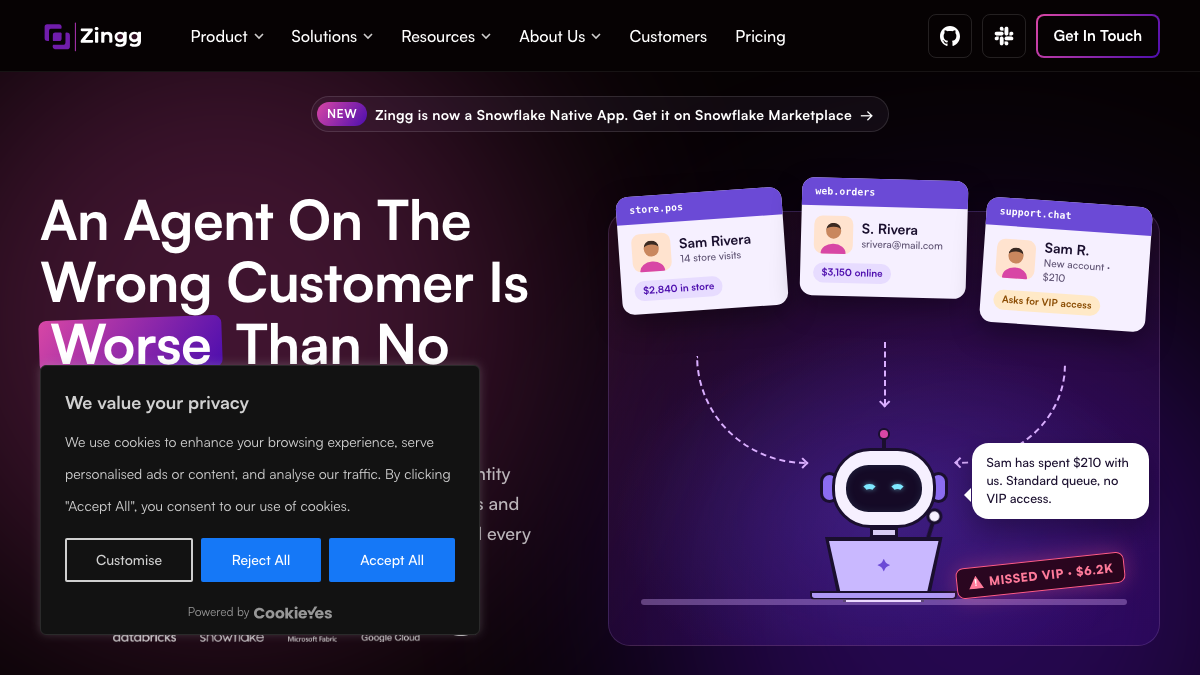 Zingg
Product
Solutions
Resources
About Us
Customers
Pricing
Get In Touch
NEW
Zingg is now a Snowflake Native App. Get it on Snowflake Marketplace →
An Agent On The
Wrong Customer Is
Worse Than No
s and
every
We value your privacy
We use cookies to enhance your browsing experience, serve
personalised ads or content, and analyse our traffic. By clicking
"Accept All", you consent to our use of cookies.
Customise
Reject All
Accept All
Powered by CookieYes
databricks
snowflake
Microsoft Fabric
Google Cloud
store.pos
Sam Rivera
14 store visits
$2,840 in store
web.orders
S. Rivera
srivera@mail.com
$3,150 online
support.chat
Sam R.
New account ·
$210
Asks for VIP access
Sam has spent $210 with
us. Standard queue, no
VIP access.
MISSED VIP · $6.2K